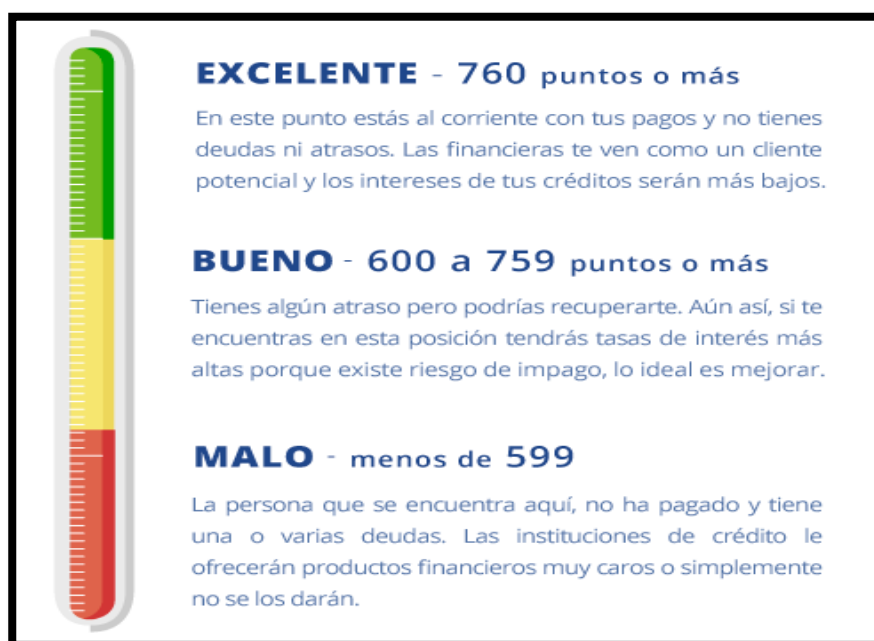 EXCELENTE - 760 puntos o más
En este punto estás al corriente con tus pagos y no tienes
deudas ni atrasos. Las financieras te ven como un cliente
potencial y los intereses de tus créditos serán más bajos.
BUENO - 600 a 759 puntos o más
Tienes algún atraso pero podrías recuperarte. Aún así, si te
encuentras en esta posición tendrás tasas de interés más
altas porque existe riesgo de impago, lo ideal es mejorar.
MALO - menos de 599
La persona que se encuentra aquí, no ha pagado y tiene
una o varias deudas. Las instituciones de crédito le
ofrecerán productos financieros muy caros o simplemente
no se los darán.